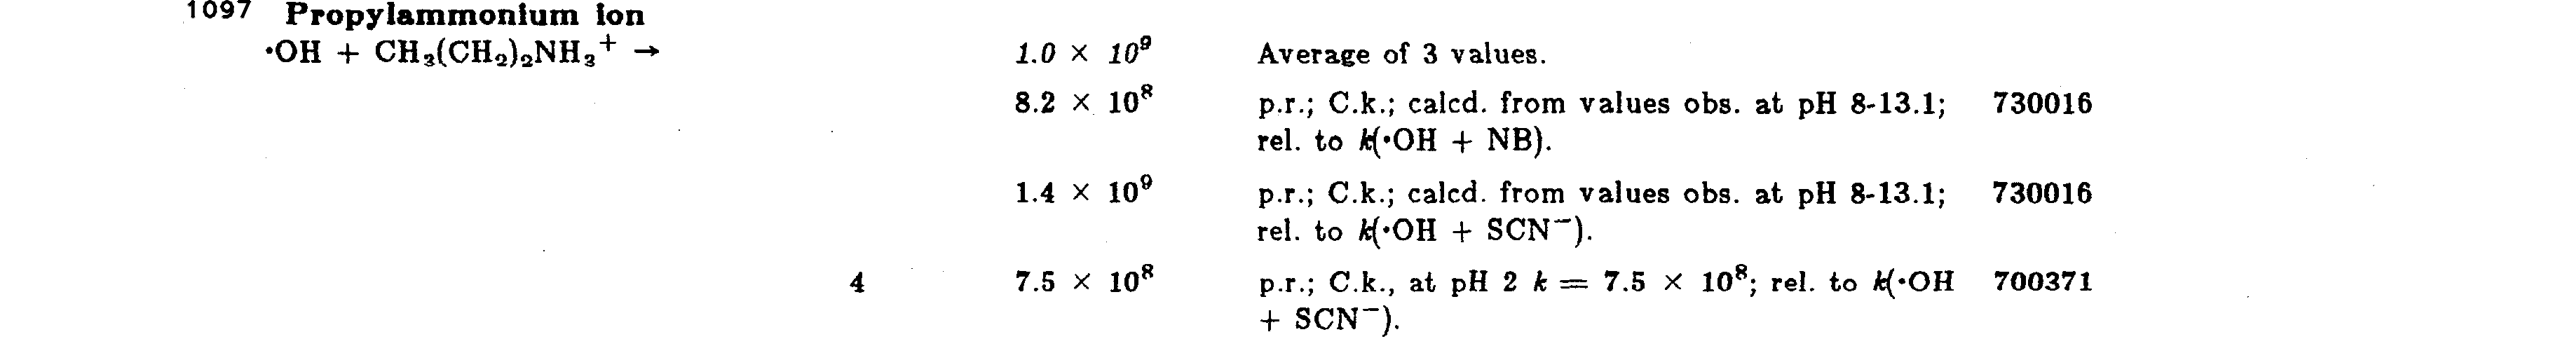 1097 Propylammonium ion
·OH + CH₃(CH₂)₂NH₃⁺ →
1.0 × 10⁹ Average of 3 values.
8.2 × 10⁸ p.r.; C.k.; calcd. from values obs. at pH 8-13.1; 730016
rel. to k(·OH + NB).
1.4 × 10⁹ p.r.; C.k.; calcd. from values obs. at pH 8-13.1; 730016
rel. to k(·OH + SCN⁻).
4 7.5 × 10⁸ p.r.; C.k., at pH 2 k = 7.5 × 10⁸; rel. to k(·OH 700371
+ SCN⁻).